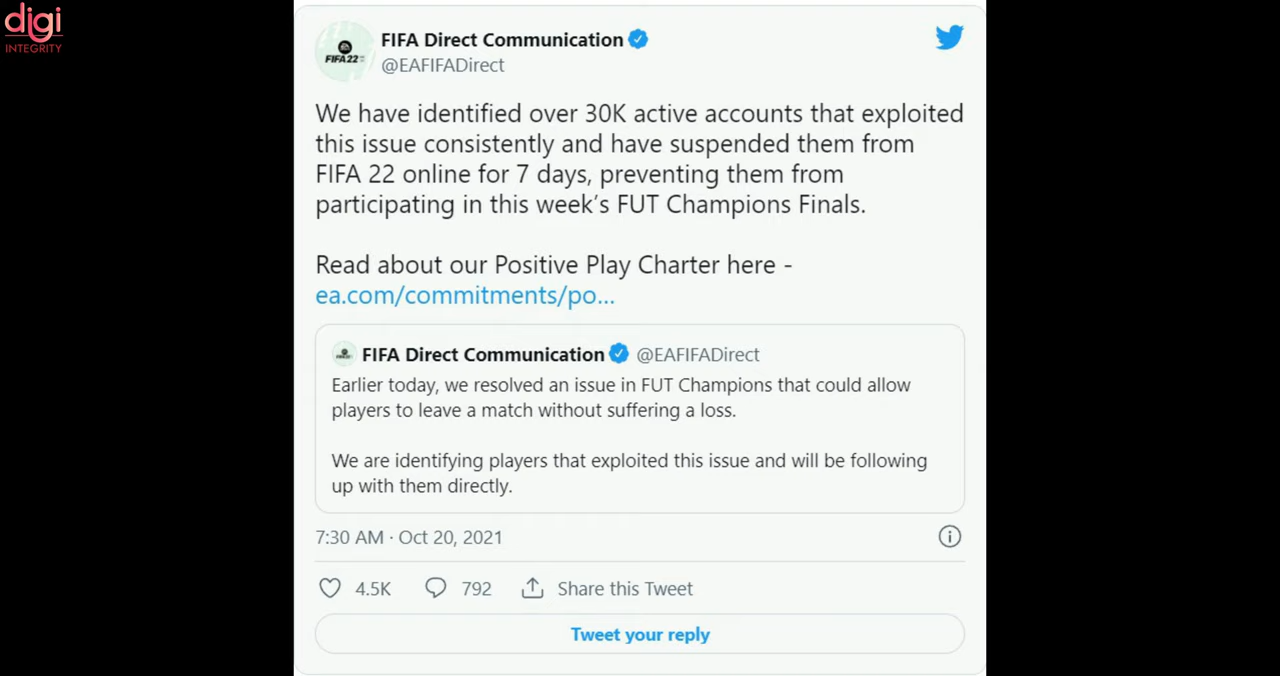 digi
INTEGRITY
FIFA Direct Communication
@EAFIFADirect
FIFA 22
We have identified over 30K active accounts that exploited
this issue consistently and have suspended them from
FIFA 22 online for 7 days, preventing them from
participating in this week’s FUT Champions Finals.
Read about our Positive Play Charter here -
ea.com/commitments/po...
FIFA Direct Communication @EAFIFADirect
Earlier today, we resolved an issue in FUT Champions that could allow
players to leave a match without suffering a loss.
We are identifying players that exploited this issue and will be following
up with them directly.
7:30 AM · Oct 20, 2021
4.5K 792 Share this Tweet
Tweet your reply